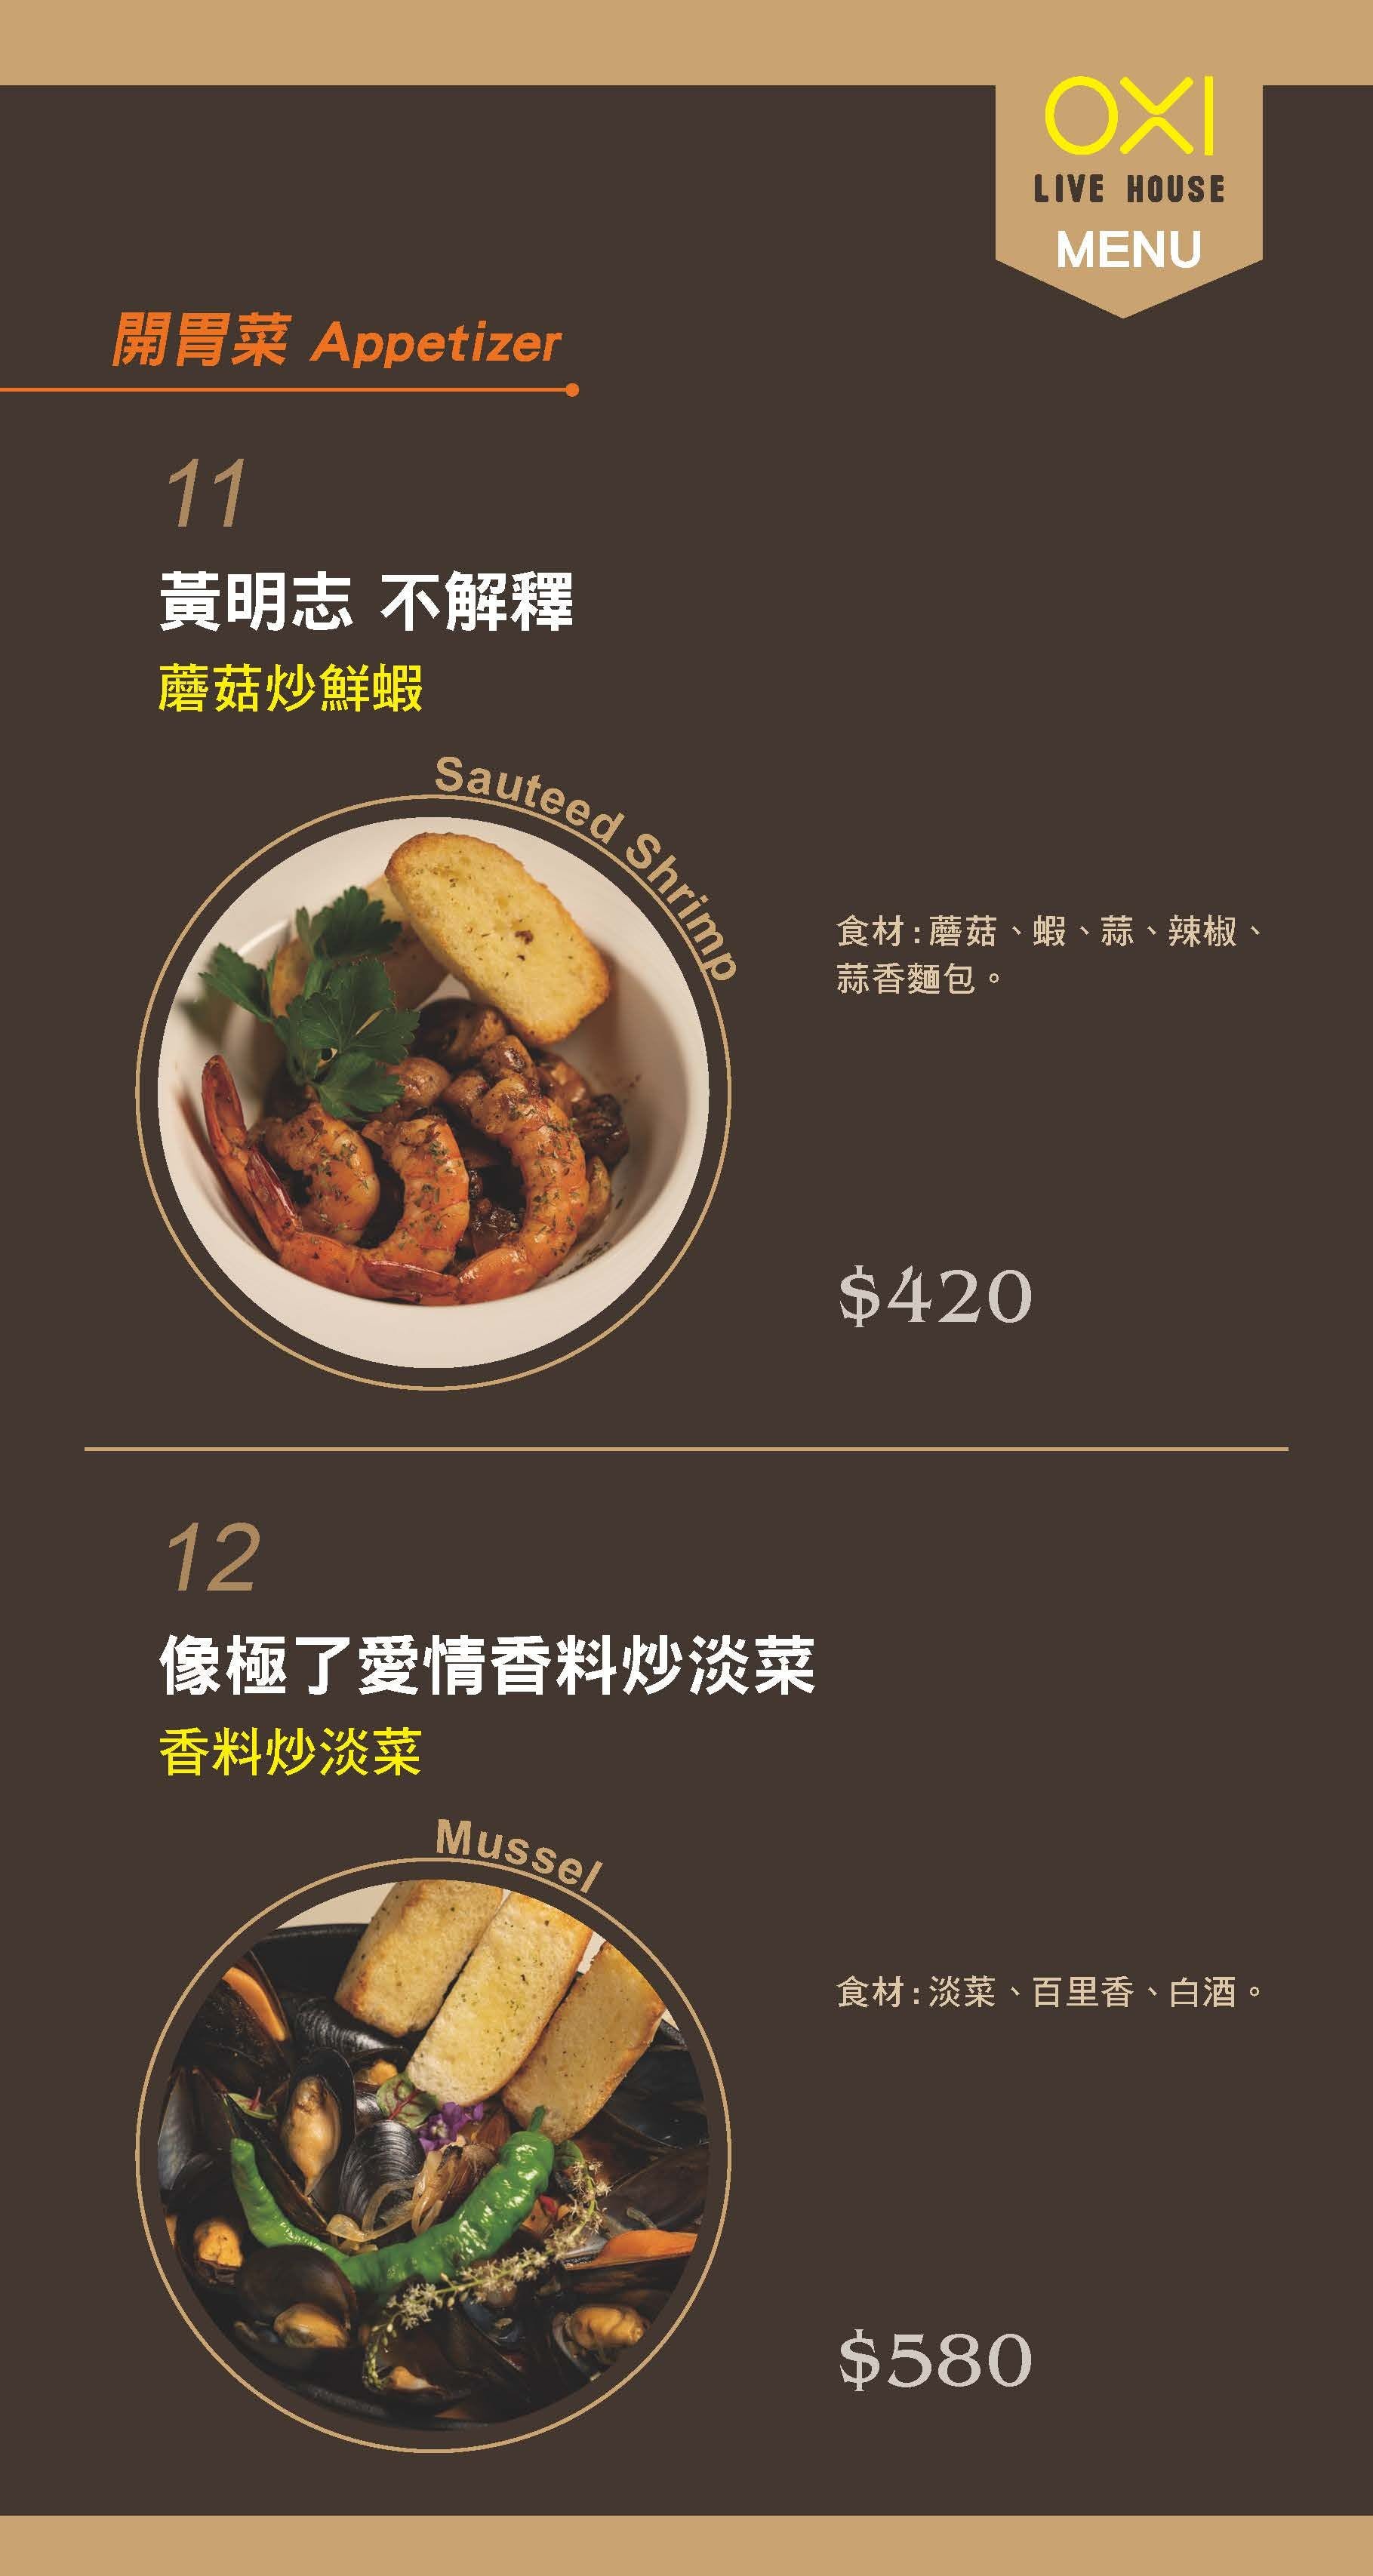 OXI
LIVE HOUSE
MENU
開胃菜 Appetizer
11
黃明志 不解釋
蘑菇炒鮮蝦
Sauteed Shrimp
食材:蘑菇、蝦、蒜、辣椒、
蒜香麵包。
$420
12
像極了愛情香料炒淡菜
香料炒淡菜
Mussel
食材:淡菜、百里香、白酒。
$580